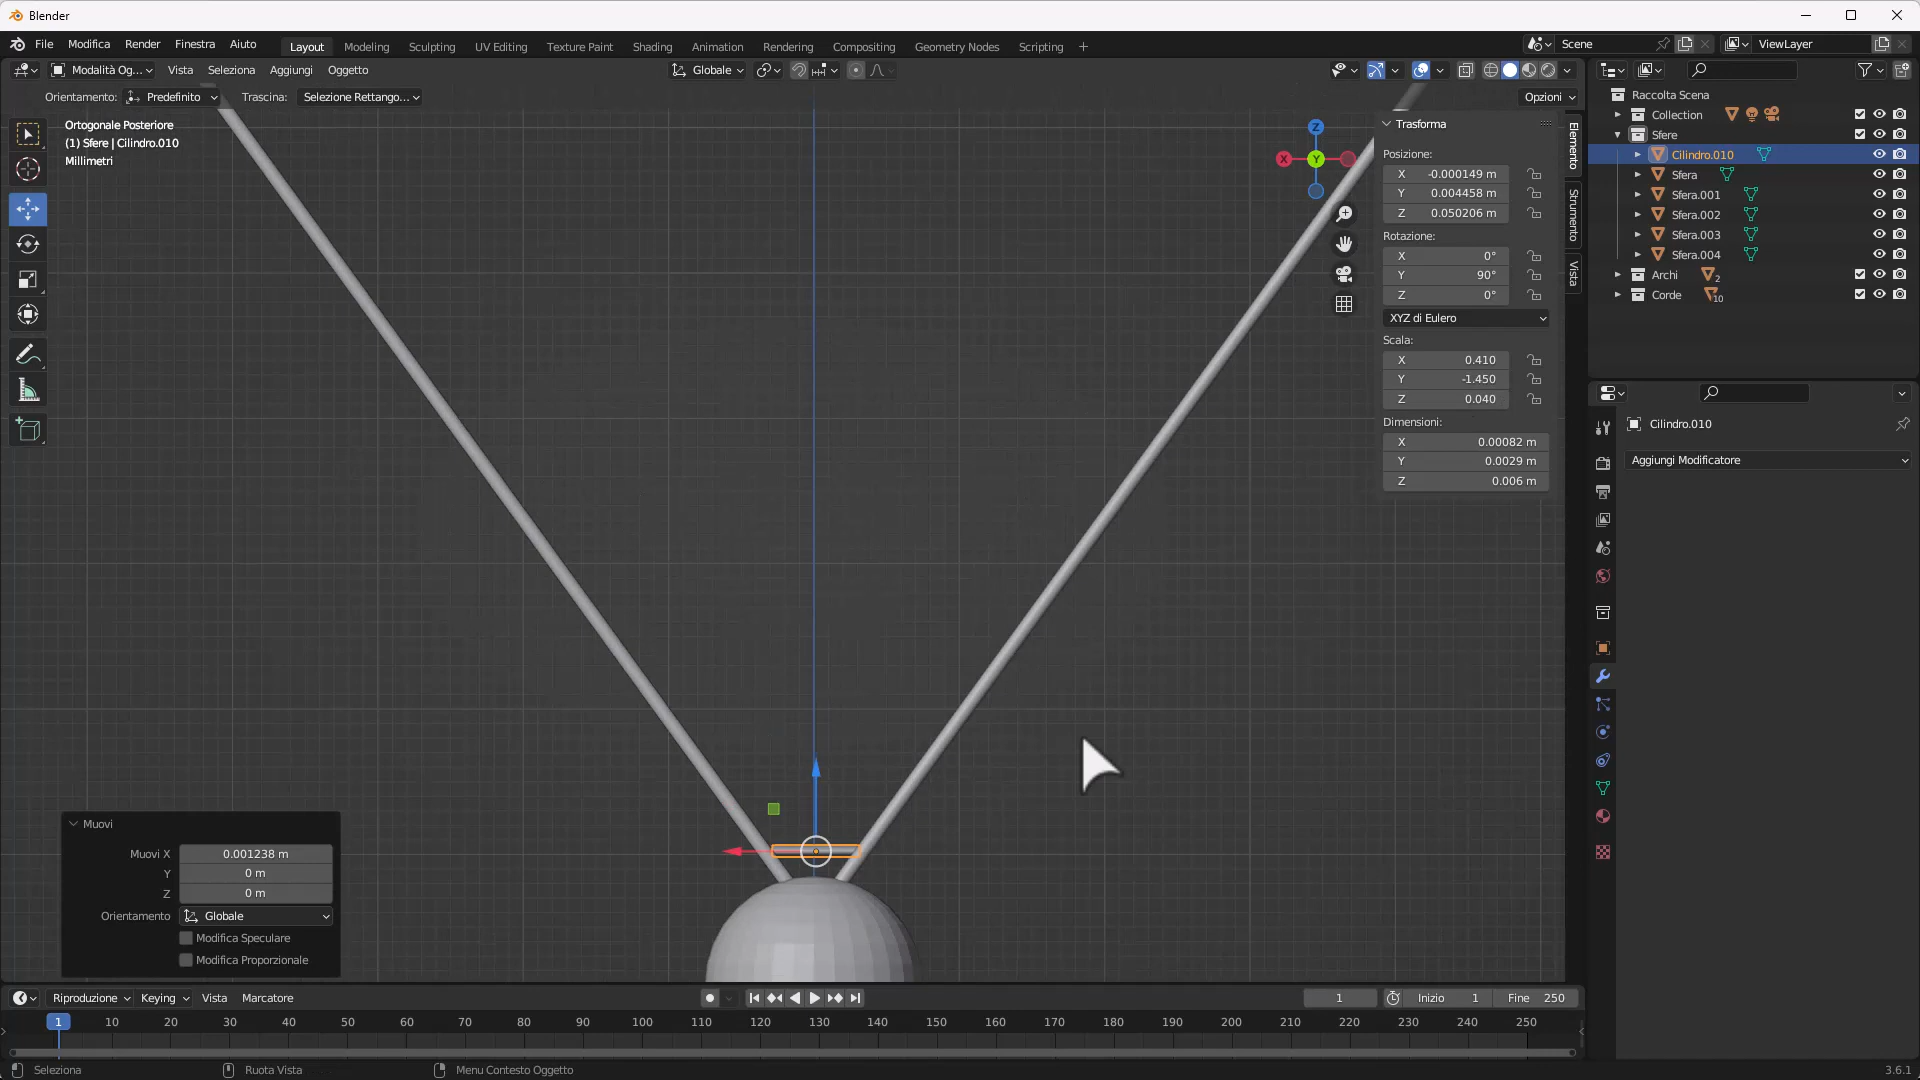 Blender
File Modifica Render Finestra Aiuto Layout Modeling Sculpting UV Editing Texture Paint Shading Animation Rendering Compositing Geometry Nodes Scripting + Scene ViewLayer
Modalità Og... Vista Seleziona Aggiungi Oggetto Globale
Orientamento: Predefinito Trascina: Selezione Rettango... Opzioni
Ortogonale Posteriore
(1) Sfere | Cilindro.010
Millimetri
Z
X
Y
Trasforma
Posizione:
X -0.000149 m
Y 0.004458 m
Z 0.050206 m
Rotazione:
X 0°
Y 90°
Z 0°
XYZ di Eulero
Scala:
X 0.410
Y -1.450
Z 0.040
Dimensioni:
X 0.00082 m
Y 0.0029 m
Z 0.006 m
Elemento
Strumento
Vista
Raccolta Scena
Collection
Sfere
Cilindro.010
Sfera
Sfera.001
Sfera.002
Sfera.003
Sfera.004
Archi 2
Corde 10
Cilindro.010
Aggiungi Modificatore
Muovi
Muovi X 0.001238 m
Y 0 m
Z 0 m
Orientamento Globale
Modifica Speculare
Modifica Proporzionale
Riproduzione Keying Vista Marcatore 1 Inizio 1 Fine 250
1 10 20 30 40 50 60 70 80 90 100 110 120 130 140 150 160 170 180 190 200 210 220 230 240 250
Seleziona Ruota Vista Menu Contesto Oggetto 3.6.1